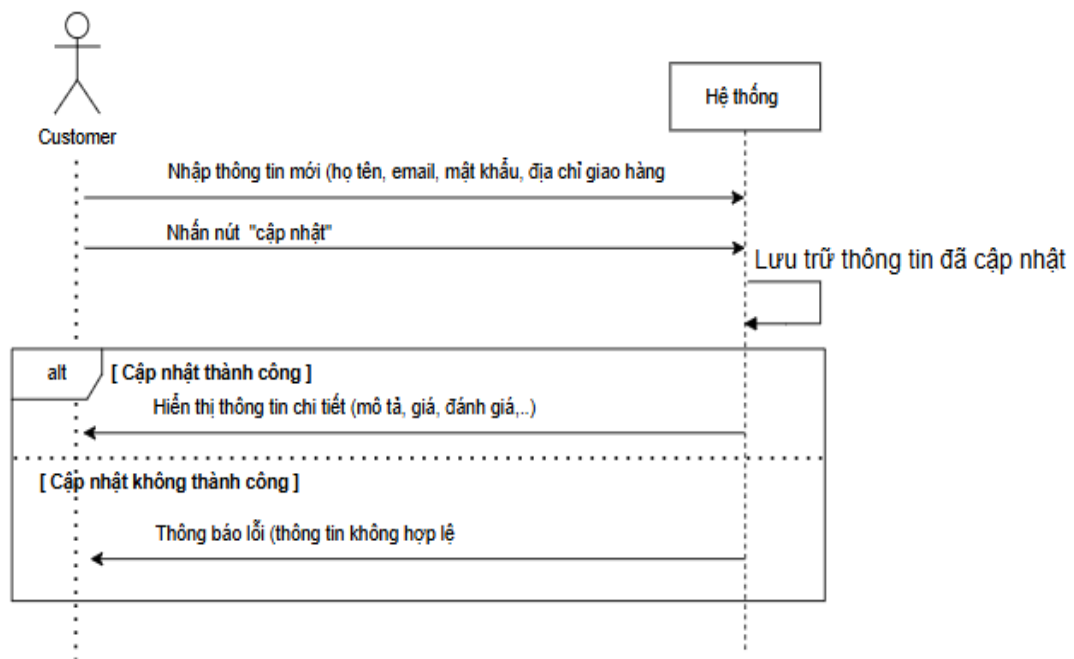 Hệ thống
Customer
Nhập thông tin mới (họ tên, email, mật khẩu, địa chỉ giao hàng
Nhấn nút "cập nhật"
Lưu trữ thông tin đã cập nhật
alt
[ Cập nhật thành công ]
Hiển thị thông tin chi tiết (mô tả, giá, đánh giá,..)
[ Cập nhật không thành công ]
Thông báo lỗi (thông tin không hợp lệ